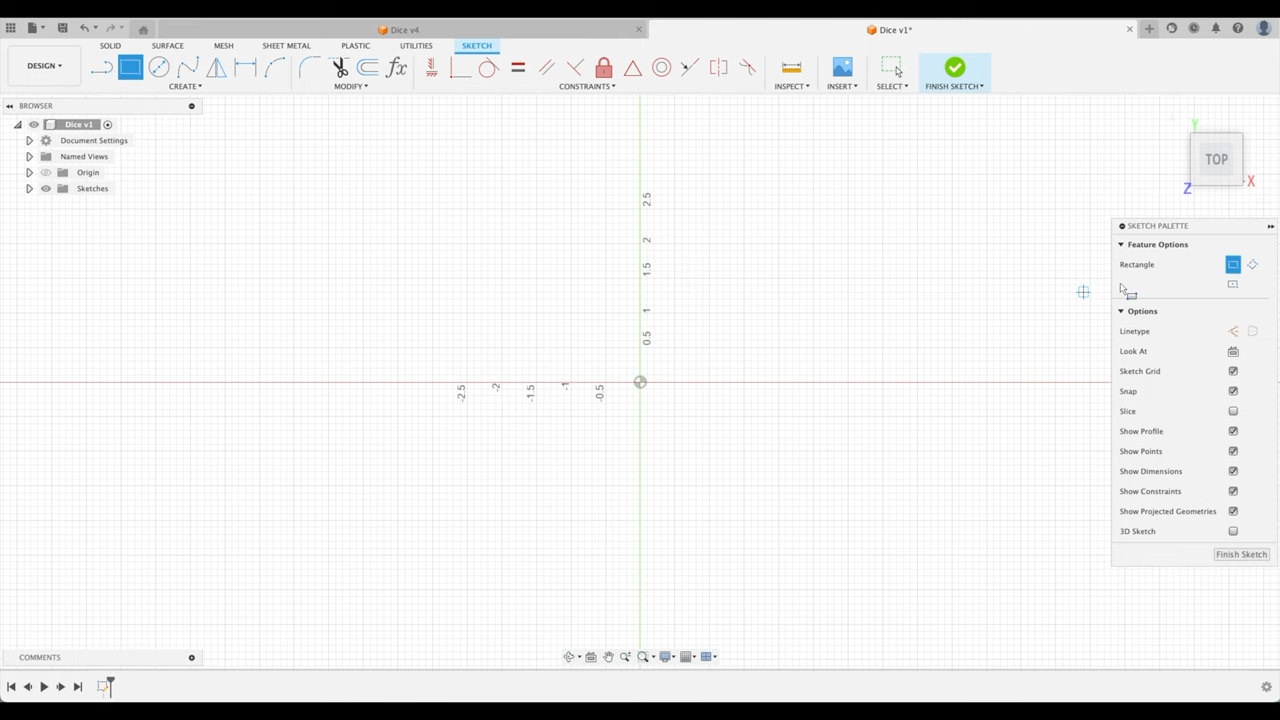 Dice v4
Dice v1*
DESIGN
SOLID SURFACE MESH SHEET METAL PLASTIC UTILITIES SKETCH
fx
CREATE MODIFY CONSTRAINTS INSPECT INSERT SELECT FINISH SKETCH
BROWSER
Dice v1
Document Settings
Named Views
Origin
Sketches
2.5
2
1.5
1
0.5
-2.5 -2 -1.5 -1 -0.5
Y
TOP
Z
X
SKETCH PALETTE
Feature Options
Rectangle
Options
Linetype
Look At
Sketch Grid
Snap
Slice
Show Profile
Show Points
Show Dimensions
Show Constraints
Show Projected Geometries
3D Sketch
Finish Sketch
COMMENTS